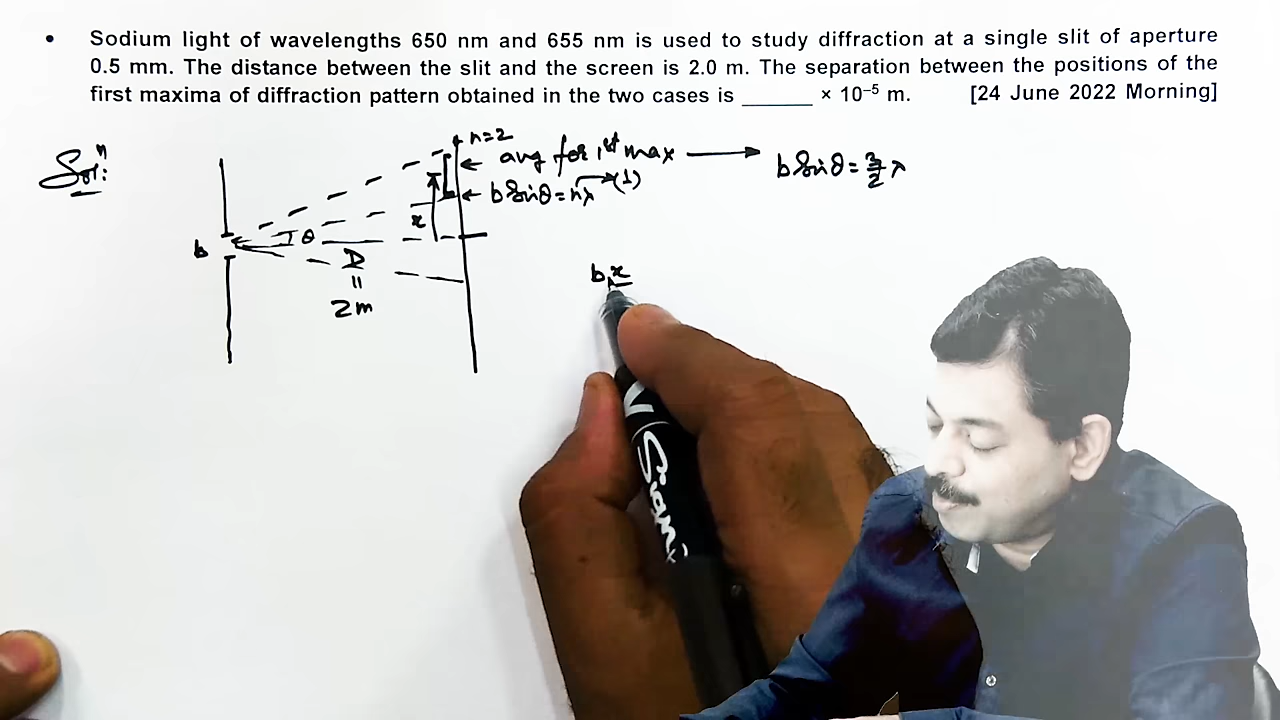 • Sodium light of wavelengths 650 nm and 655 nm is used to study diffraction at a single slit of aperture
0.5 mm. The distance between the slit and the screen is 2.0 m. The separation between the positions of the
first maxima of diffraction pattern obtained in the two cases is ______ × 10⁻⁵ m. [24 June 2022 Morning]
Solⁿ:
n=2
← avg for 1st max → b sinθ = 3/2 λ
← b sinθ = nλ → (1)
x
θ
b
D
=
2m
b x
Signi